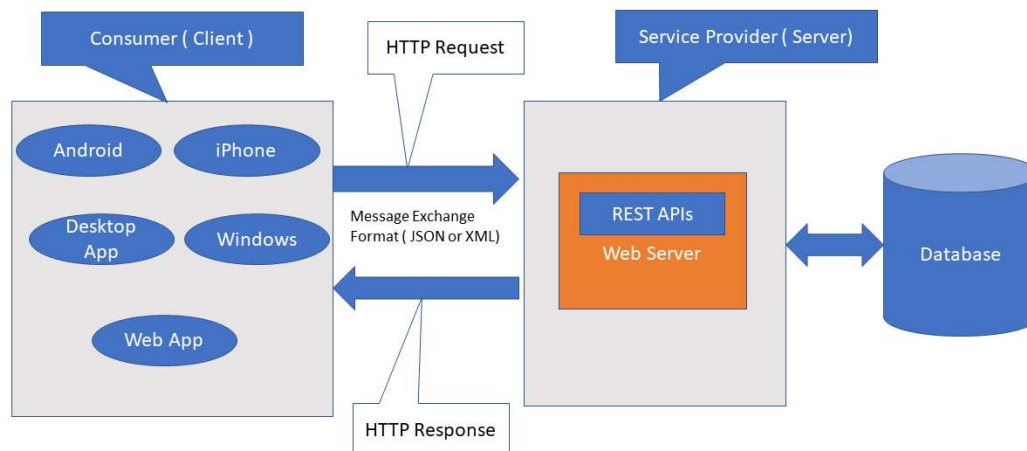 Consumer ( Client )
HTTP Request
Service Provider ( Server)
Android
iPhone
Desktop
App
Windows
Web App
Message Exchange
Format ( JSON or XML)
HTTP Response
REST APIs
Web Server
Database